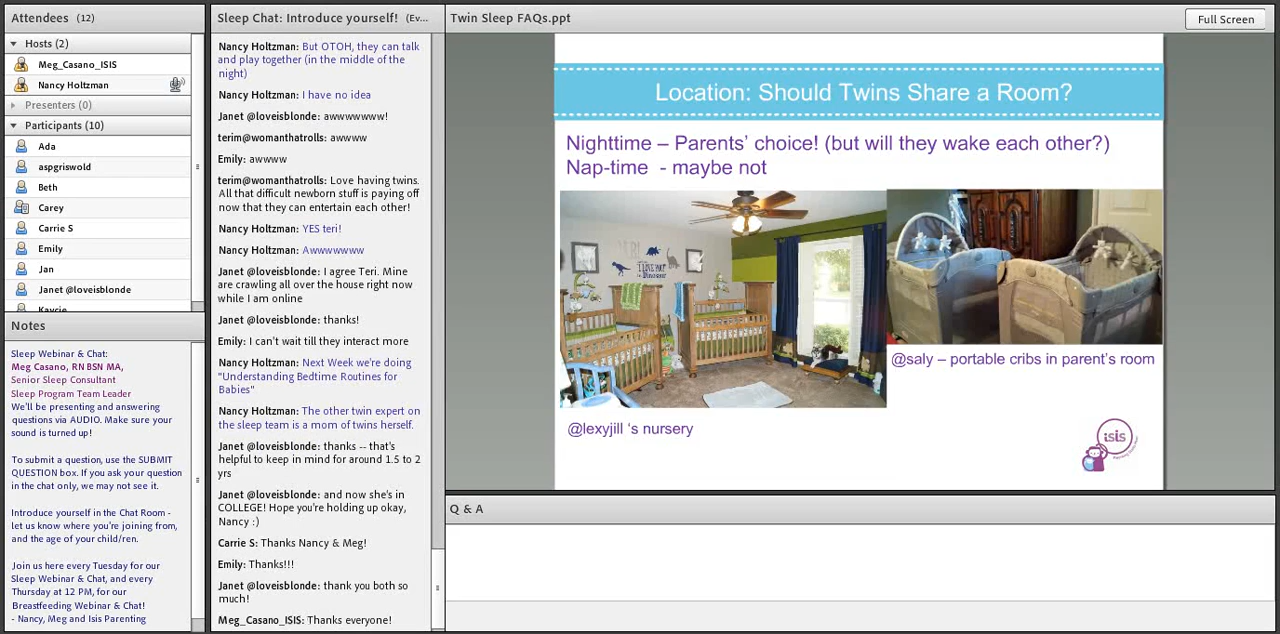 Attendees (12)
Hosts (2)
Meg_Casano_ISIS
Nancy Holtzman
Presenters (0)
Participants (10)
Ada
aspgriswold
Beth
Carey
Carrie S
Emily
Jan
Janet @loveisblonde
Notes
Sleep Webinar & Chat:
Meg Casano, RN BSN MA,
Senior Sleep Consultant
Sleep Program Team Leader
We'll be presenting and answering
questions via AUDIO. Make sure your
sound is turned up!
To submit a question, use the SUBMIT
QUESTION box. If you ask your question
in the chat only, we may not see it.
Introduce yourself in the Chat Room -
let us know where you're joining from,
and the age of your child/ren.
Join us here every Tuesday for our
Sleep Webinar & Chat, and every
Thursday at 12 PM, for our
Breastfeeding Webinar & Chat!
- Nancy, Meg and Isis Parenting
Sleep Chat: Introduce yourself! (Ev...
Nancy Holtzman: But OTOH, they can talk
and play together (in the middle of the
night)
Nancy Holtzman: I have no idea
Janet @loveisblonde: awwwwwww!
terim@womanthatrolls: awwww
Emily: awwww
terim@womanthatrolls: Love having twins.
All that difficult newborn stuff is paying off
now that they can entertain each other!
Nancy Holtzman: YES teri!
Nancy Holtzman: Awwwwwww
Janet @loveisblonde: I agree Teri. Mine
are crawling all over the house right now
while I am online
Janet @loveisblonde: thanks!
Emily: I can't wait till they interact more
Nancy Holtzman: Next Week we're doing
"Understanding Bedtime Routines for
Babies"
Nancy Holtzman: The other twin expert on
the sleep team is a mom of twins herself.
Janet @loveisblonde: thanks -- that's
helpful to keep in mind for around 1.5 to 2
yrs
Janet @loveisblonde: and now she's in
COLLEGE! Hope you're holding up okay,
Nancy :)
Carrie S: Thanks Nancy & Meg!
Emily: Thanks!!!
Janet @loveisblonde: thank you both so
much!
Meg_Casano_ISIS: Thanks everyone!
Twin Sleep FAQs.ppt
Full Screen
Location: Should Twins Share a Room?
Nighttime – Parents' choice! (but will they wake each other?)
Nap-time - maybe not
@saly – portable cribs in parent's room
@lexyjill 's nursery
isis
Q & A